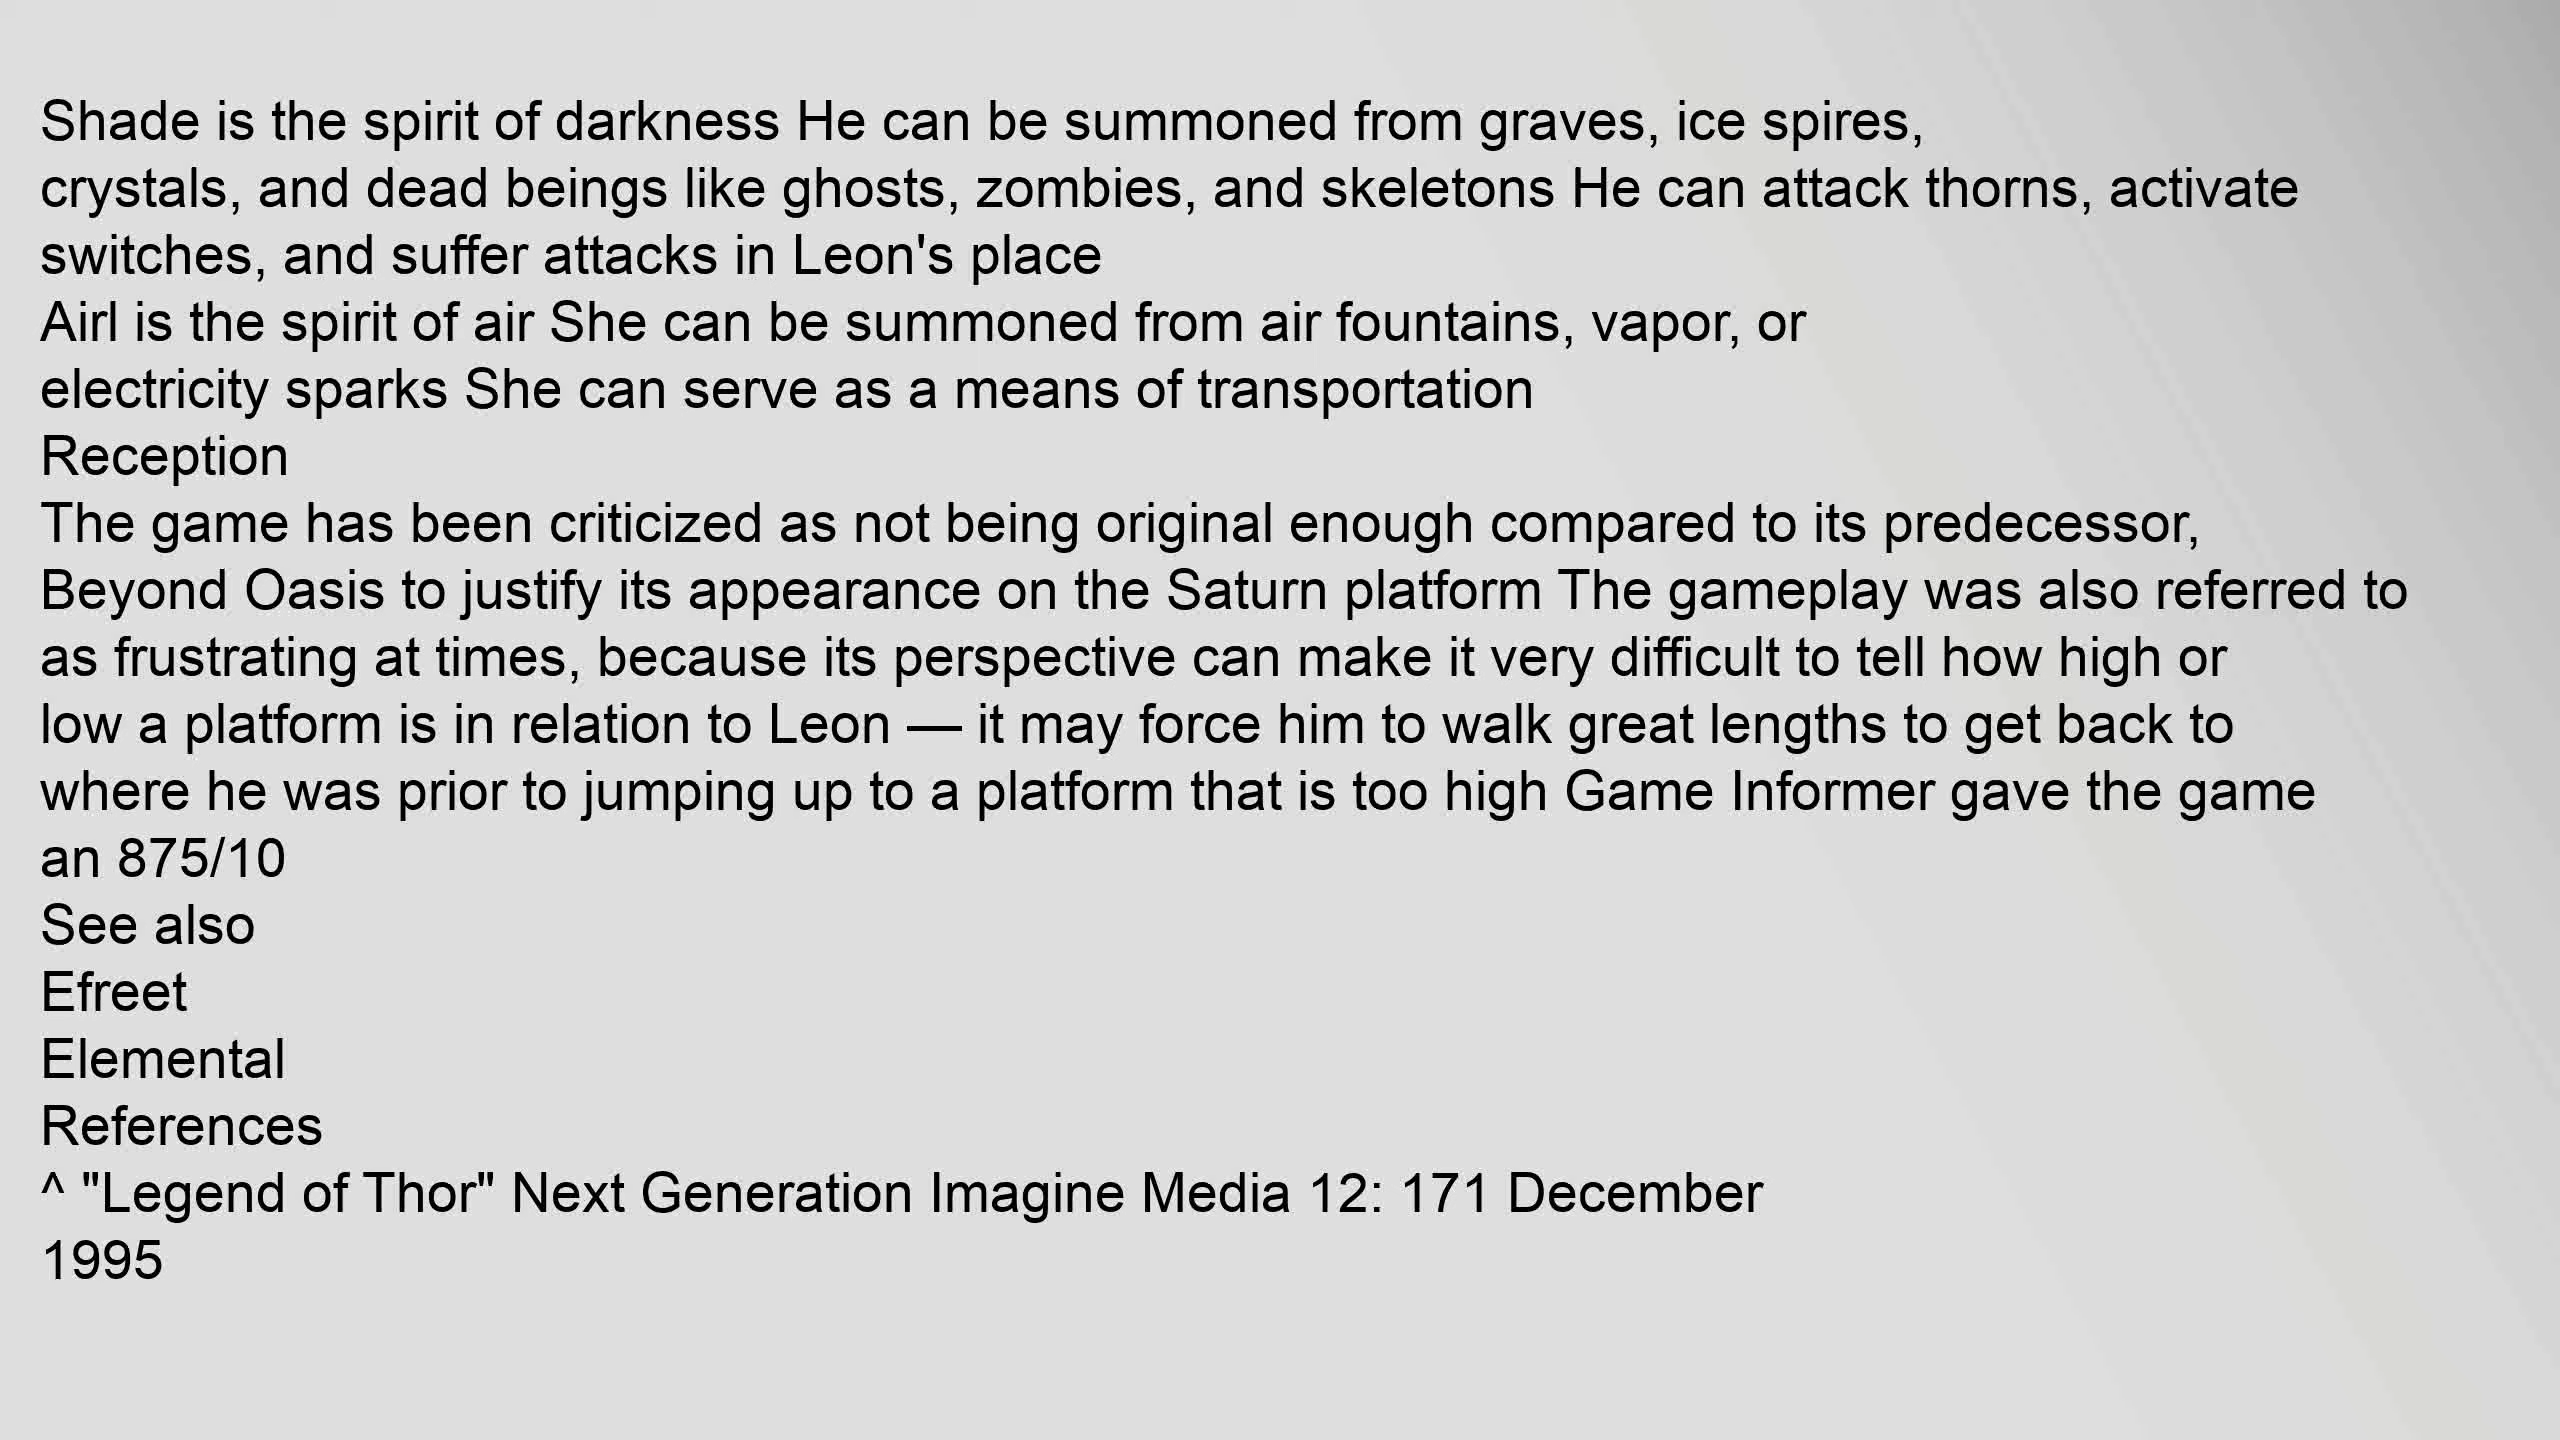 Shade is the spirit of darkness He can be summoned from graves, ice spires,
crystals, and dead beings like ghosts, zombies, and skeletons He can attack thorns, activate
switches, and suffer attacks in Leon's place
Airl is the spirit of air She can be summoned from air fountains, vapor, or
electricity sparks She can serve as a means of transportation
Reception
The game has been criticized as not being original enough compared to its predecessor,
Beyond Oasis to justify its appearance on the Saturn platform The gameplay was also referred to
as frustrating at times, because its perspective can make it very difficult to tell how high or
low a platform is in relation to Leon — it may force him to walk great lengths to get back to
where he was prior to jumping up to a platform that is too high Game Informer gave the game
an 875/10
See also
Efreet
Elemental
References
^ "Legend of Thor" Next Generation Imagine Media 12: 171 December
1995